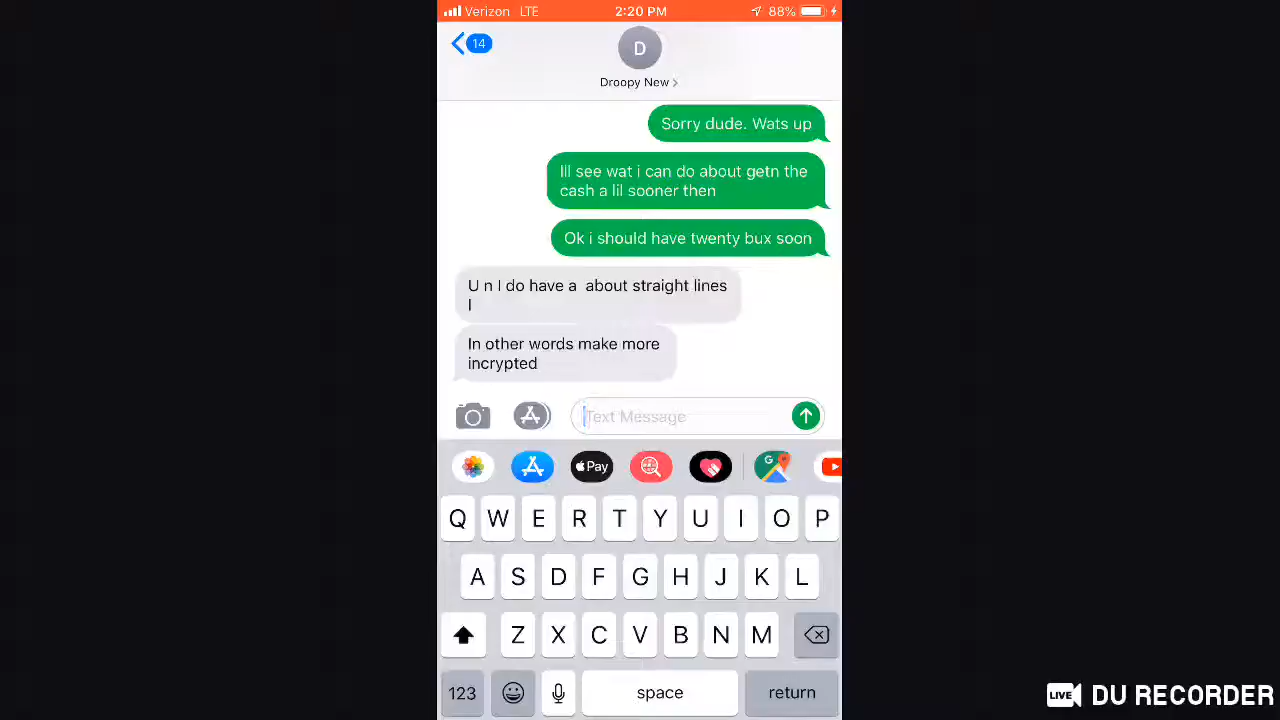 Verizon LTE 2:20 PM 88%
14
D
Droopy New >
Sorry dude. Wats up
Ill see wat i can do about getn the
cash a lil sooner then
Ok i should have twenty bux soon
U n I do have a  about straight lines
I
In other words make more
incrypted
Text Message
Pay
G
Q W E R T Y U I O P
A S D F G H J K L
Z X C V B N M
123 space return
LIVE DU RECORDER